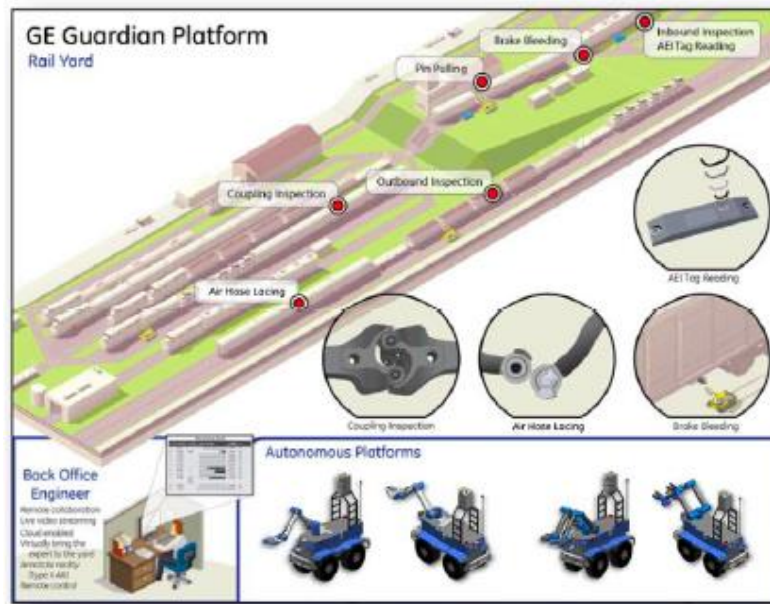 GE Guardian Platform
Rail Yard
Inbound Inspection
AEI Tag Reading
Brake Bleeding
Pin Pulling
Coupling Inspection
Outbound Inspection
Air Hose Lacing
AEI Tag Reading
Coupling Inspection
Air Hose Lacing
Brake Bleeding
Back Office
Engineer
Remote collaboration
Live video streaming
Cloud enabled
Virtually bring the
expert to the yard
Annotate reality
Remote control
Autonomous Platforms